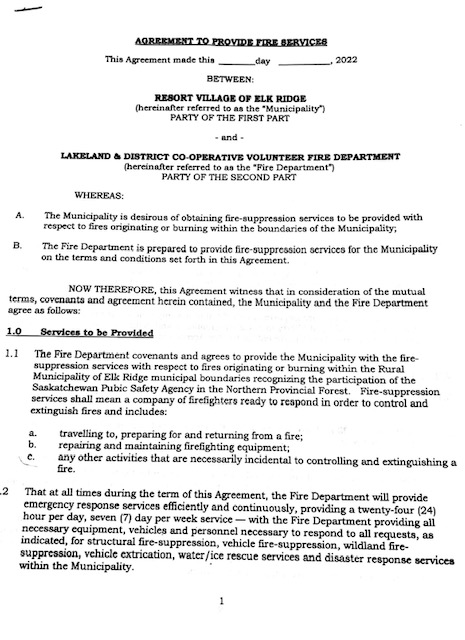 AGREEMENT TO PROVIDE FIRE SERVICES
This Agreement made this _______day __________, 2022
BETWEEN:
RESORT VILLAGE OF ELK RIDGE
(hereinafter referred to as the "Municipality")
PARTY OF THE FIRST PART
- and -
LAKELAND & DISTRICT CO-OPERATIVE VOLUNTEER FIRE DEPARTMENT
(hereinafter referred to as the "Fire Department")
PARTY OF THE SECOND PART
WHEREAS:
A. The Municipality is desirous of obtaining fire-suppression services to be provided with
respect to fires originating or burning within the boundaries of the Municipality;
B. The Fire Department is prepared to provide fire-suppression services for the Municipality
on the terms and conditions set forth in this Agreement.
NOW THEREFORE, this Agreement witness that in consideration of the mutual
terms, covenants and agreement herein contained, the Municipality and the Fire Department
agree as follows:
1.0 Services to be Provided
1.1 The Fire Department covenants and agrees to provide the Municipality with the fire-
suppression services with respect to fires originating or burning within the Rural
Municipality of Elk Ridge municipal boundaries recognizing the participation of the
Saskatchewan Pubic Safety Agency in the Northern Provincial Forest. Fire-suppression
services shall mean a company of firefighters ready to respond in order to control and
extinguish fires and includes:
a. travelling to, preparing for and returning from a fire;
b. repairing and maintaining firefighting equipment;
c. any other activities that are necessarily incidental to controlling and extinguishing a
fire.
.2 That at all times during the term of this Agreement, the Fire Department will provide
emergency response services efficiently and continuously, providing a twenty-four (24)
hour per day, seven (7) day per week service — with the Fire Department providing all
necessary equipment, vehicles and personnel necessary to respond to all requests, as
indicated, for structural fire-suppression, vehicle fire-suppression, wildland fire-
suppression, vehicle extrication, water/ice rescue services and disaster response services
within the Municipality.
1